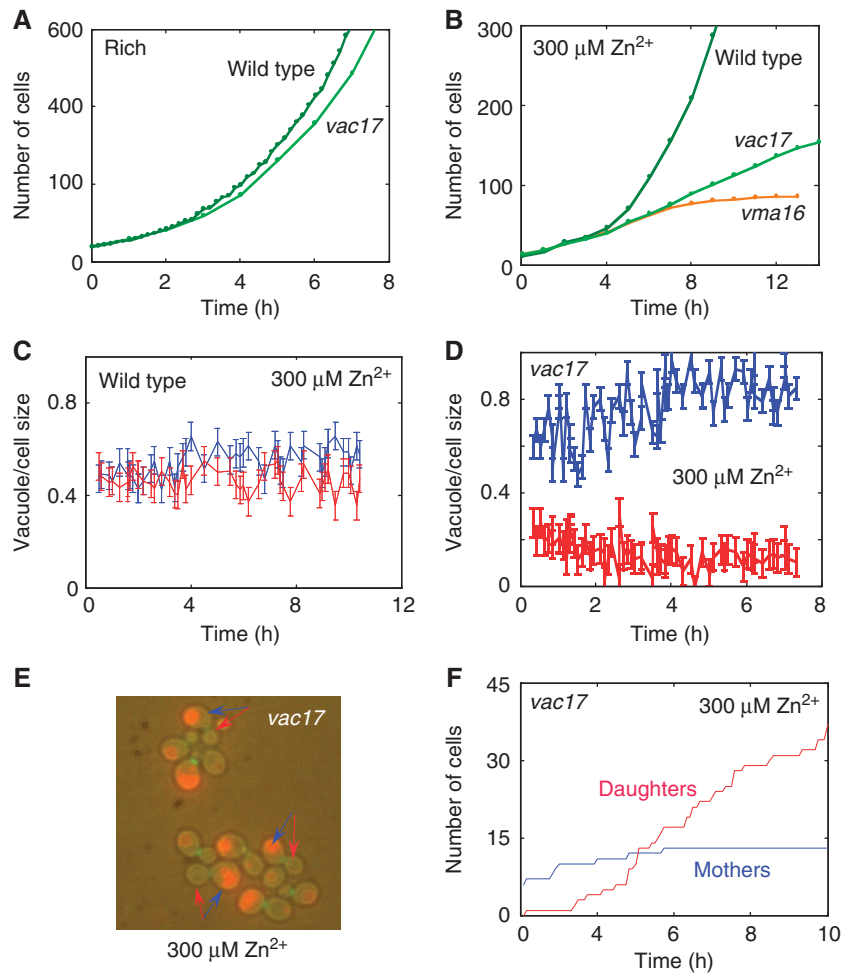 A
Rich
600
400
100
0
Number of cells
Wild type
vac17
0 2 4 6 8
Time (h)
B
300 μM Zn²⁺
300
200
100
0
Number of cells
Wild type
vac17
vma16
0 4 8 12
Time (h)
C
Wild type
300 μM Zn²⁺
0.8
0.4
0
Vacuole/cell size
0 4 8 12
Time (h)
D
vac17
0.8
0.4
0
Vacuole/cell size
300 μM Zn²⁺
2 4 6 8
Time (h)
E
vac17
300 μM Zn²⁺
F
vac17
300 μM Zn²⁺
45
30
15
0
Number of cells
Daughters
Mothers
0 4 6 8 10
Time (h)